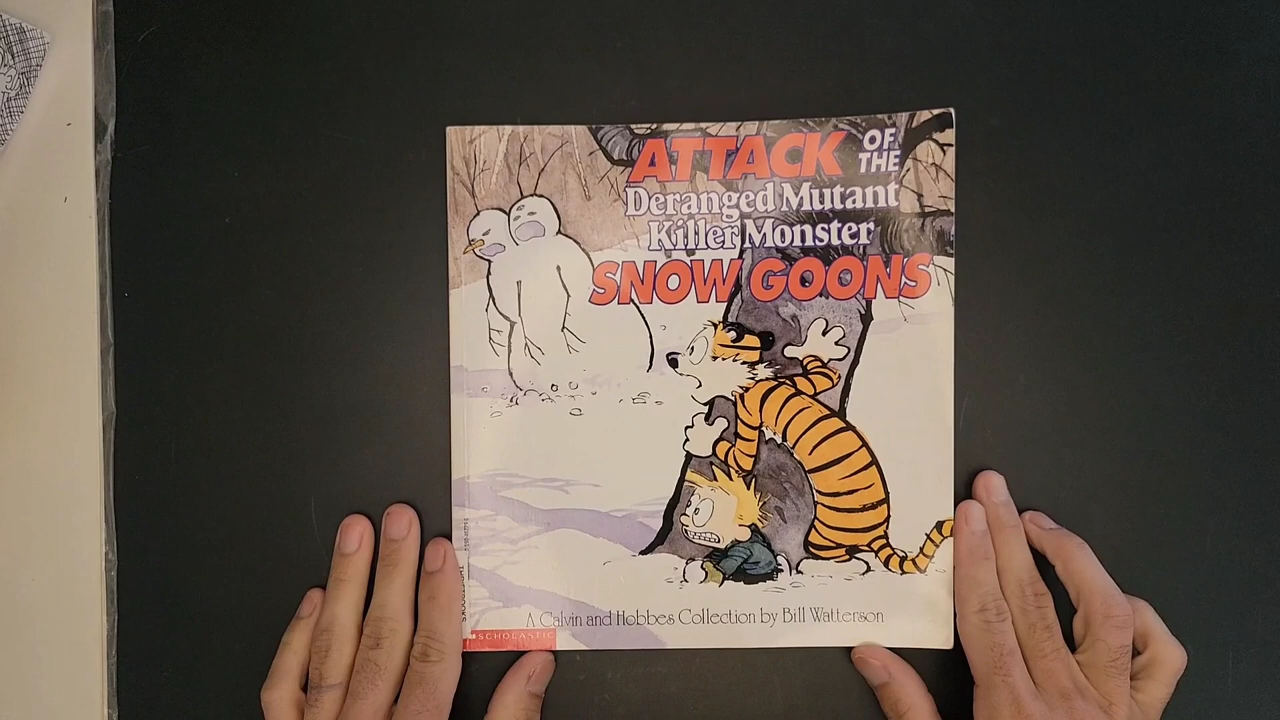 ATTACK OF
THE
Deranged Mutant
Killer Monster
SNOW GOONS
A Calvin and Hobbes Collection by Bill Watterson
SCHOLASTIC